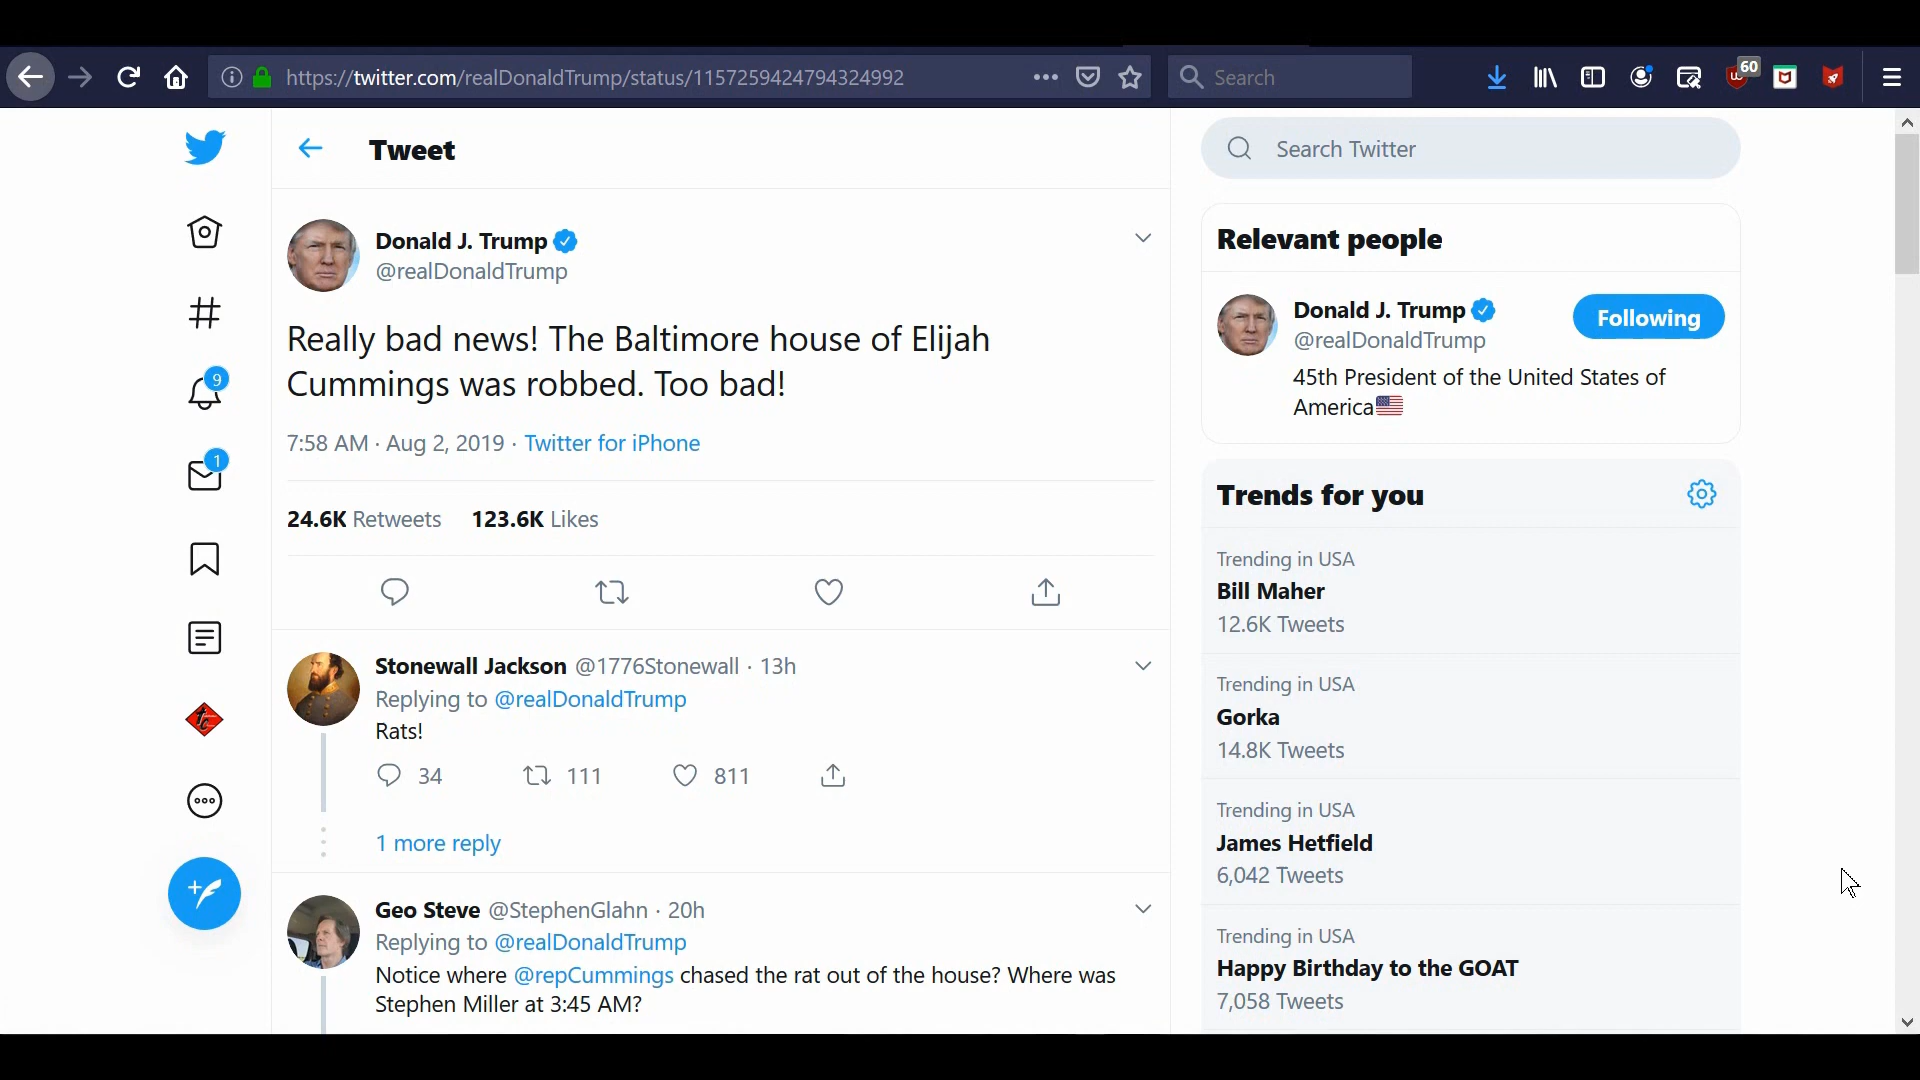 https://twitter.com/realDonaldTrump/status/1157259424794324992
Search
60
Tweet
Search Twitter
Donald J. Trump
@realDonaldTrump
Really bad news! The Baltimore house of Elijah
Cummings was robbed. Too bad!
7:58 AM · Aug 2, 2019 · Twitter for iPhone
24.6K Retweets 123.6K Likes
Stonewall Jackson @1776Stonewall · 13h
Replying to @realDonaldTrump
Rats!
34 111 811
1 more reply
Geo Steve @StephenGlahn · 20h
Replying to @realDonaldTrump
Notice where @repCummings chased the rat out of the house? Where was
Stephen Miller at 3:45 AM?
9
1
tc
Relevant people
Donald J. Trump
@realDonaldTrump
Following
45th President of the United States of
America🇺🇸
Trends for you
Trending in USA
Bill Maher
12.6K Tweets
Trending in USA
Gorka
14.8K Tweets
Trending in USA
James Hetfield
6,042 Tweets
Trending in USA
Happy Birthday to the GOAT
7,058 Tweets